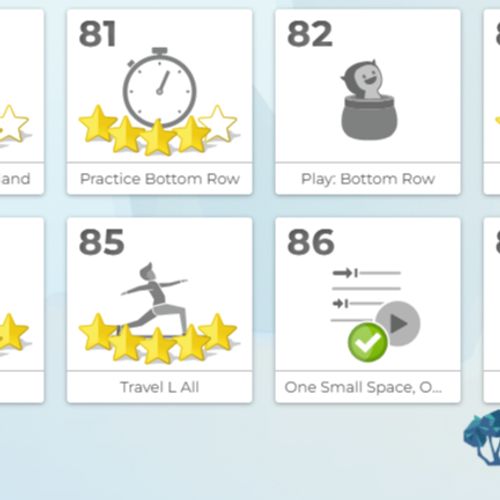 81
82
and
Practice Bottom Row
Play: Bottom Row
85
86
Travel L All
One Small Space, O...